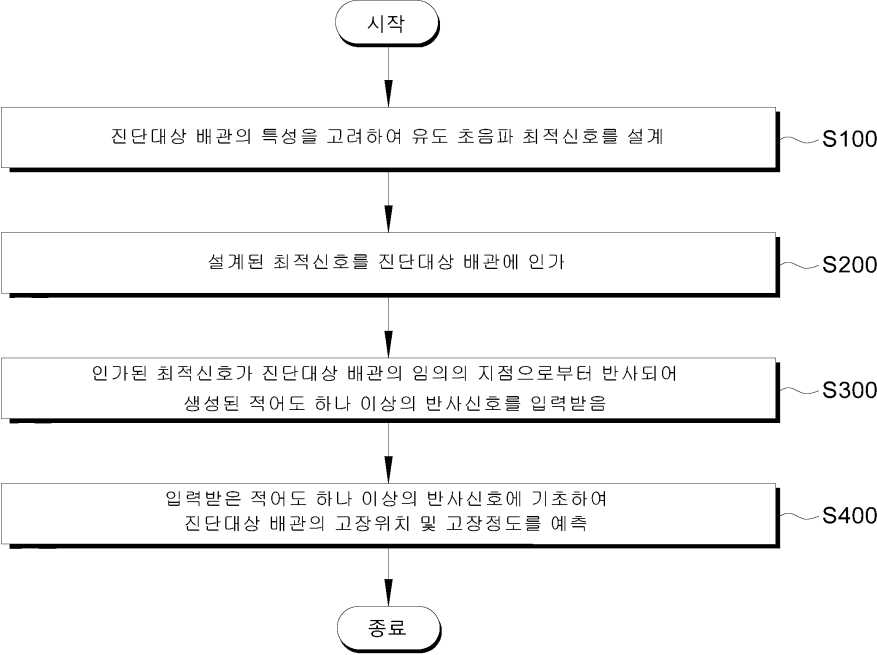 시작
진단대상 배관의 특성을 고려하여 유도 초음파 최적신호를 설계
S100
설계된 최적신호를 진단대상 배관에 인가
S200
인가된 최적신호가 진단대상 배관의 임의의 지점으로부터 반사되어
생성된 적어도 하나 이상의 반사신호를 입력받음
S300
입력받은 적어도 하나 이상의 반사신호에 기초하여
진단대상 배관의 고장위치 및 고장정도를 예측
S400
종료